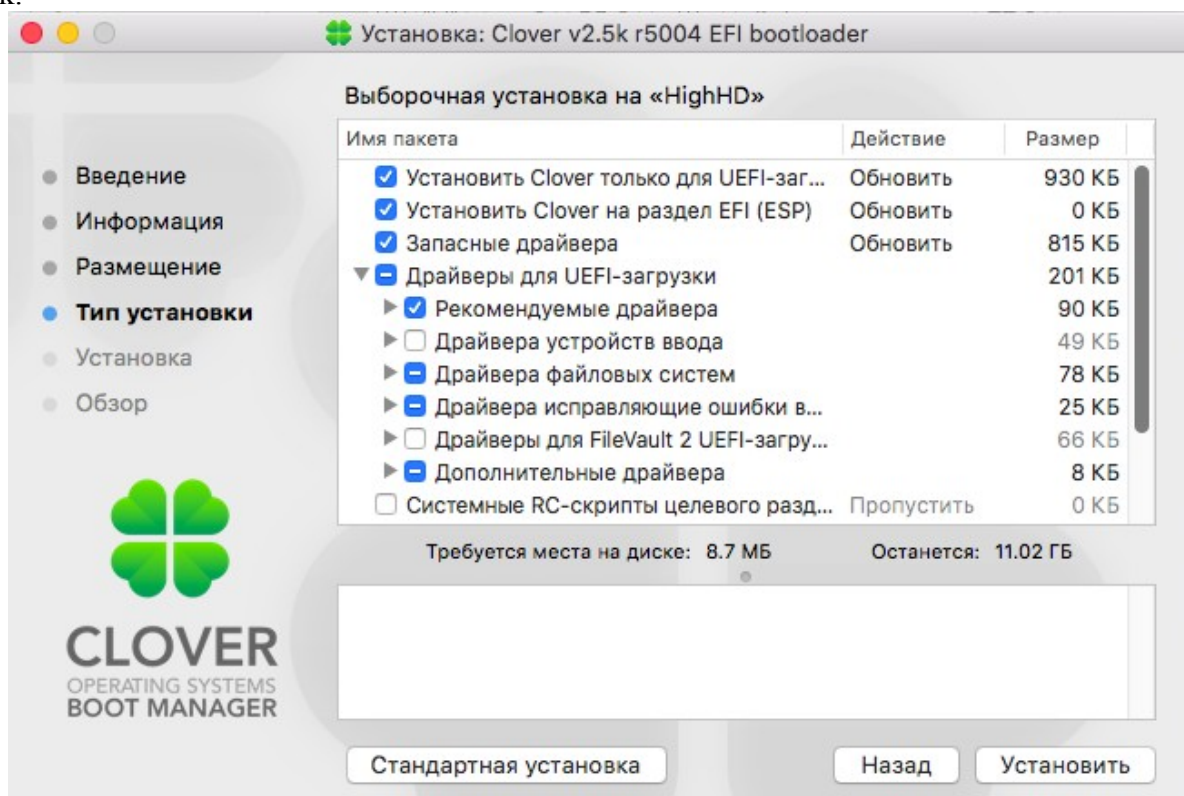 к.
Установка: Clover v2.5k r5004 EFI bootloader
Выборочная установка на «HighHD»
Имя пакета Действие Размер
Установить Clover только для UEFI-заг... Обновить 930 КБ
Установить Clover на раздел EFI (ESP) Обновить 0 КБ
Запасные драйвера Обновить 815 КБ
Драйверы для UEFI-загрузки 201 КБ
Рекомендуемые драйвера 90 КБ
Драйвера устройств ввода 49 КБ
Драйвера файловых систем 78 КБ
Драйвера исправляющие ошибки в... 25 КБ
Драйверы для FileVault 2 UEFI-загру... 66 КБ
Дополнительные драйвера 8 КБ
Системные RC-скрипты целевого разд... Пропустить 0 КБ
Требуется места на диске: 8.7 МБ Останется: 11.02 ГБ
Введение
Информация
Размещение
Тип установки
Установка
Обзор
CLOVER
OPERATING SYSTEMS
BOOT MANAGER
Стандартная установка Назад Установить